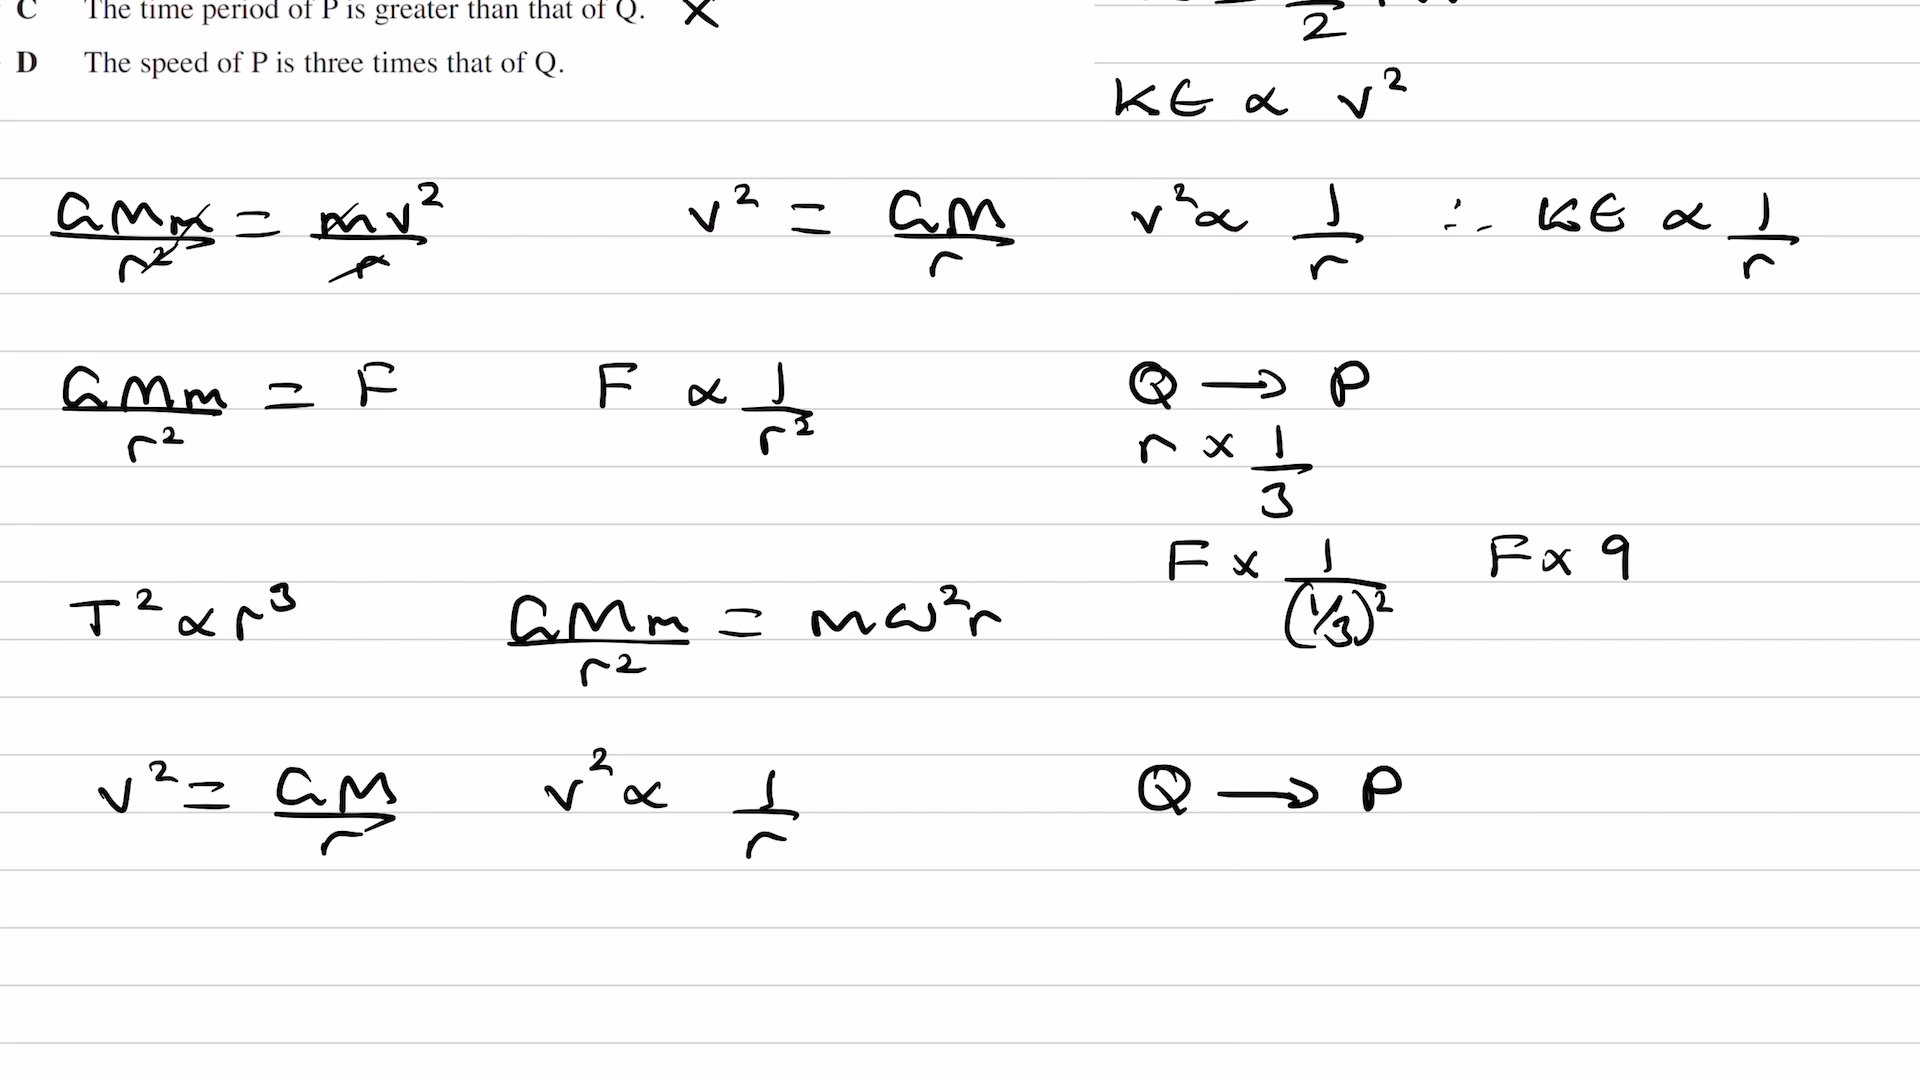 C The time period of P is greater than that of Q. ×
D The speed of P is three times that of Q.
2
KE ∝ v²
GMm/r² = mv²/r v² = GM/r v² ∝ 1/r ∴ KE ∝ 1/r
GMm/r² = F F ∝ 1/r² Q → P
r × 1/3
F × 1/(1/3)² F × 9
T² ∝ r³ GMm/r² = mω²r
v² = GM/r v² ∝ 1/r Q → P